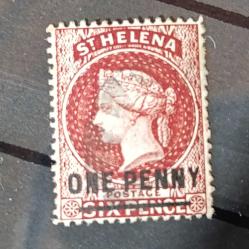 ST HELENA
ONE PENNY
POSTAGE
SIX PENCE